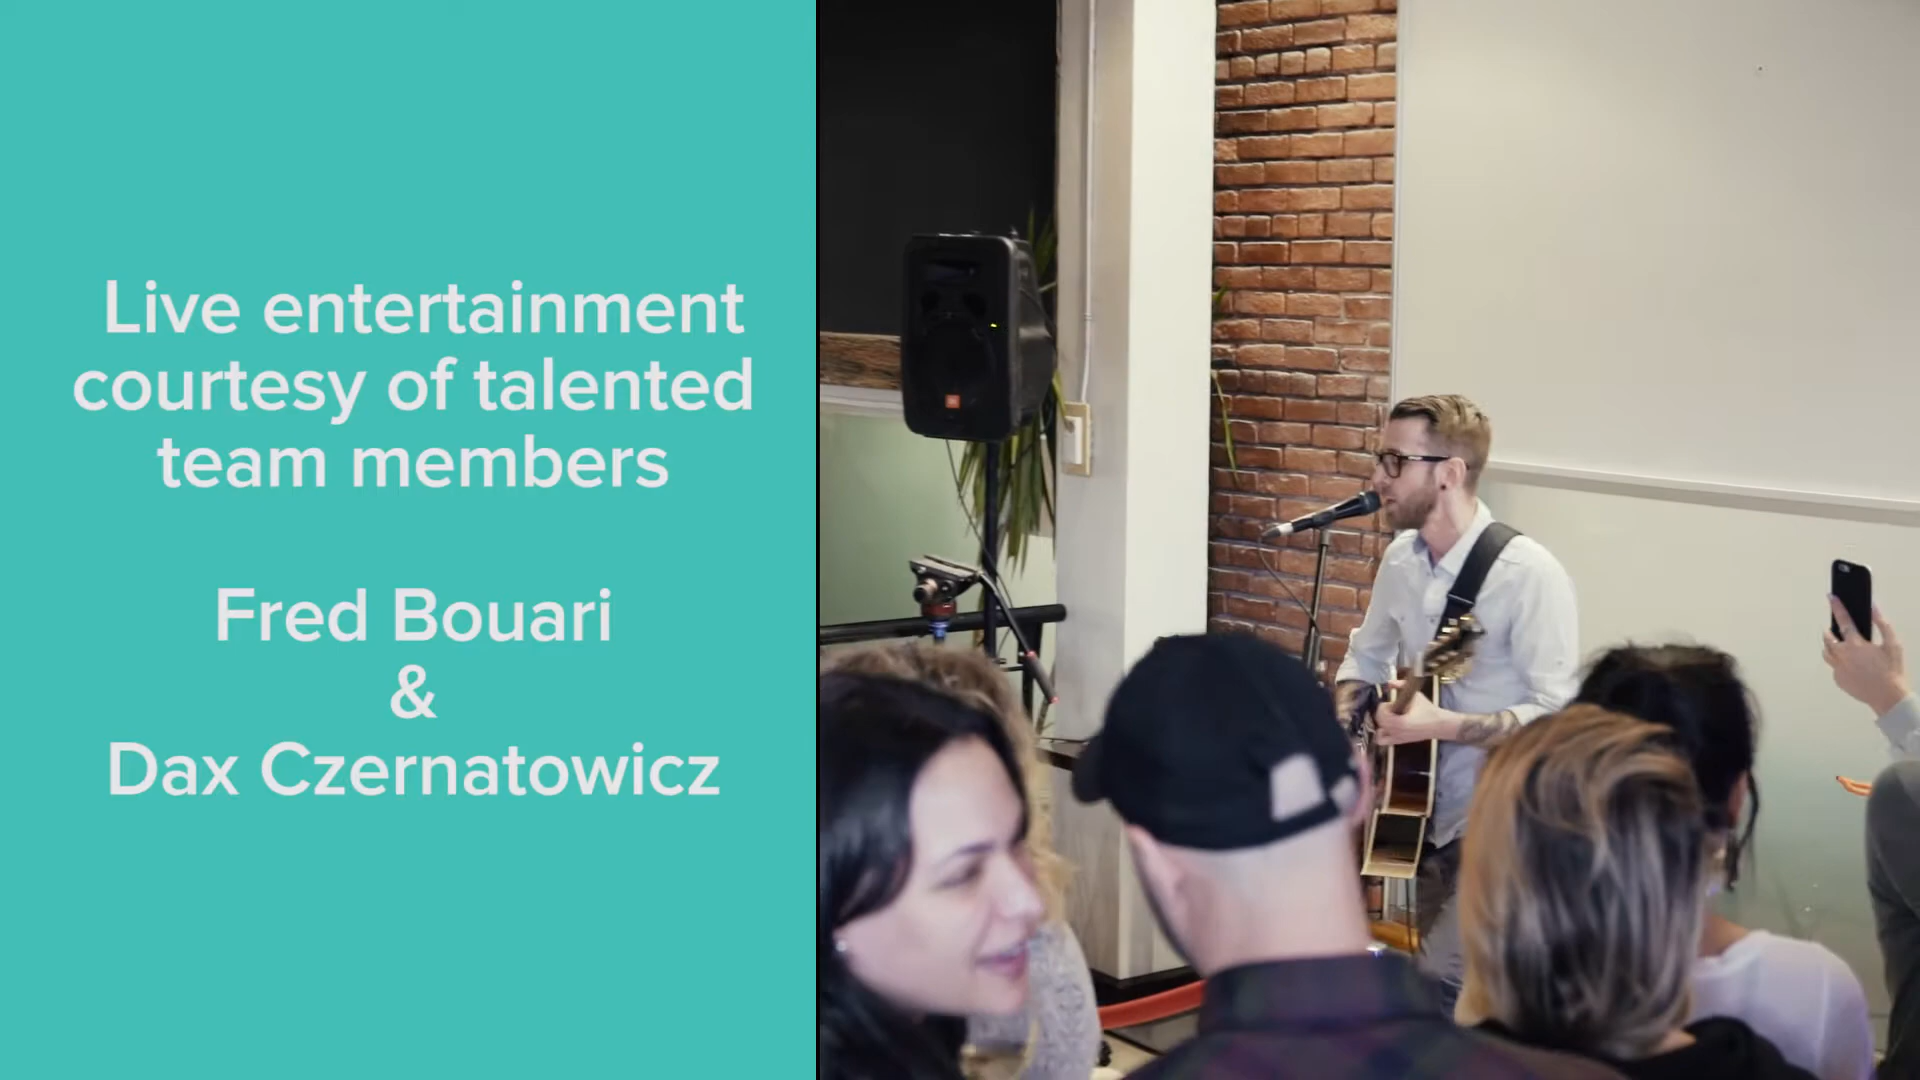 Live entertainment
courtesy of talented
team members
Fred Bouari
&
Dax Czernatowicz